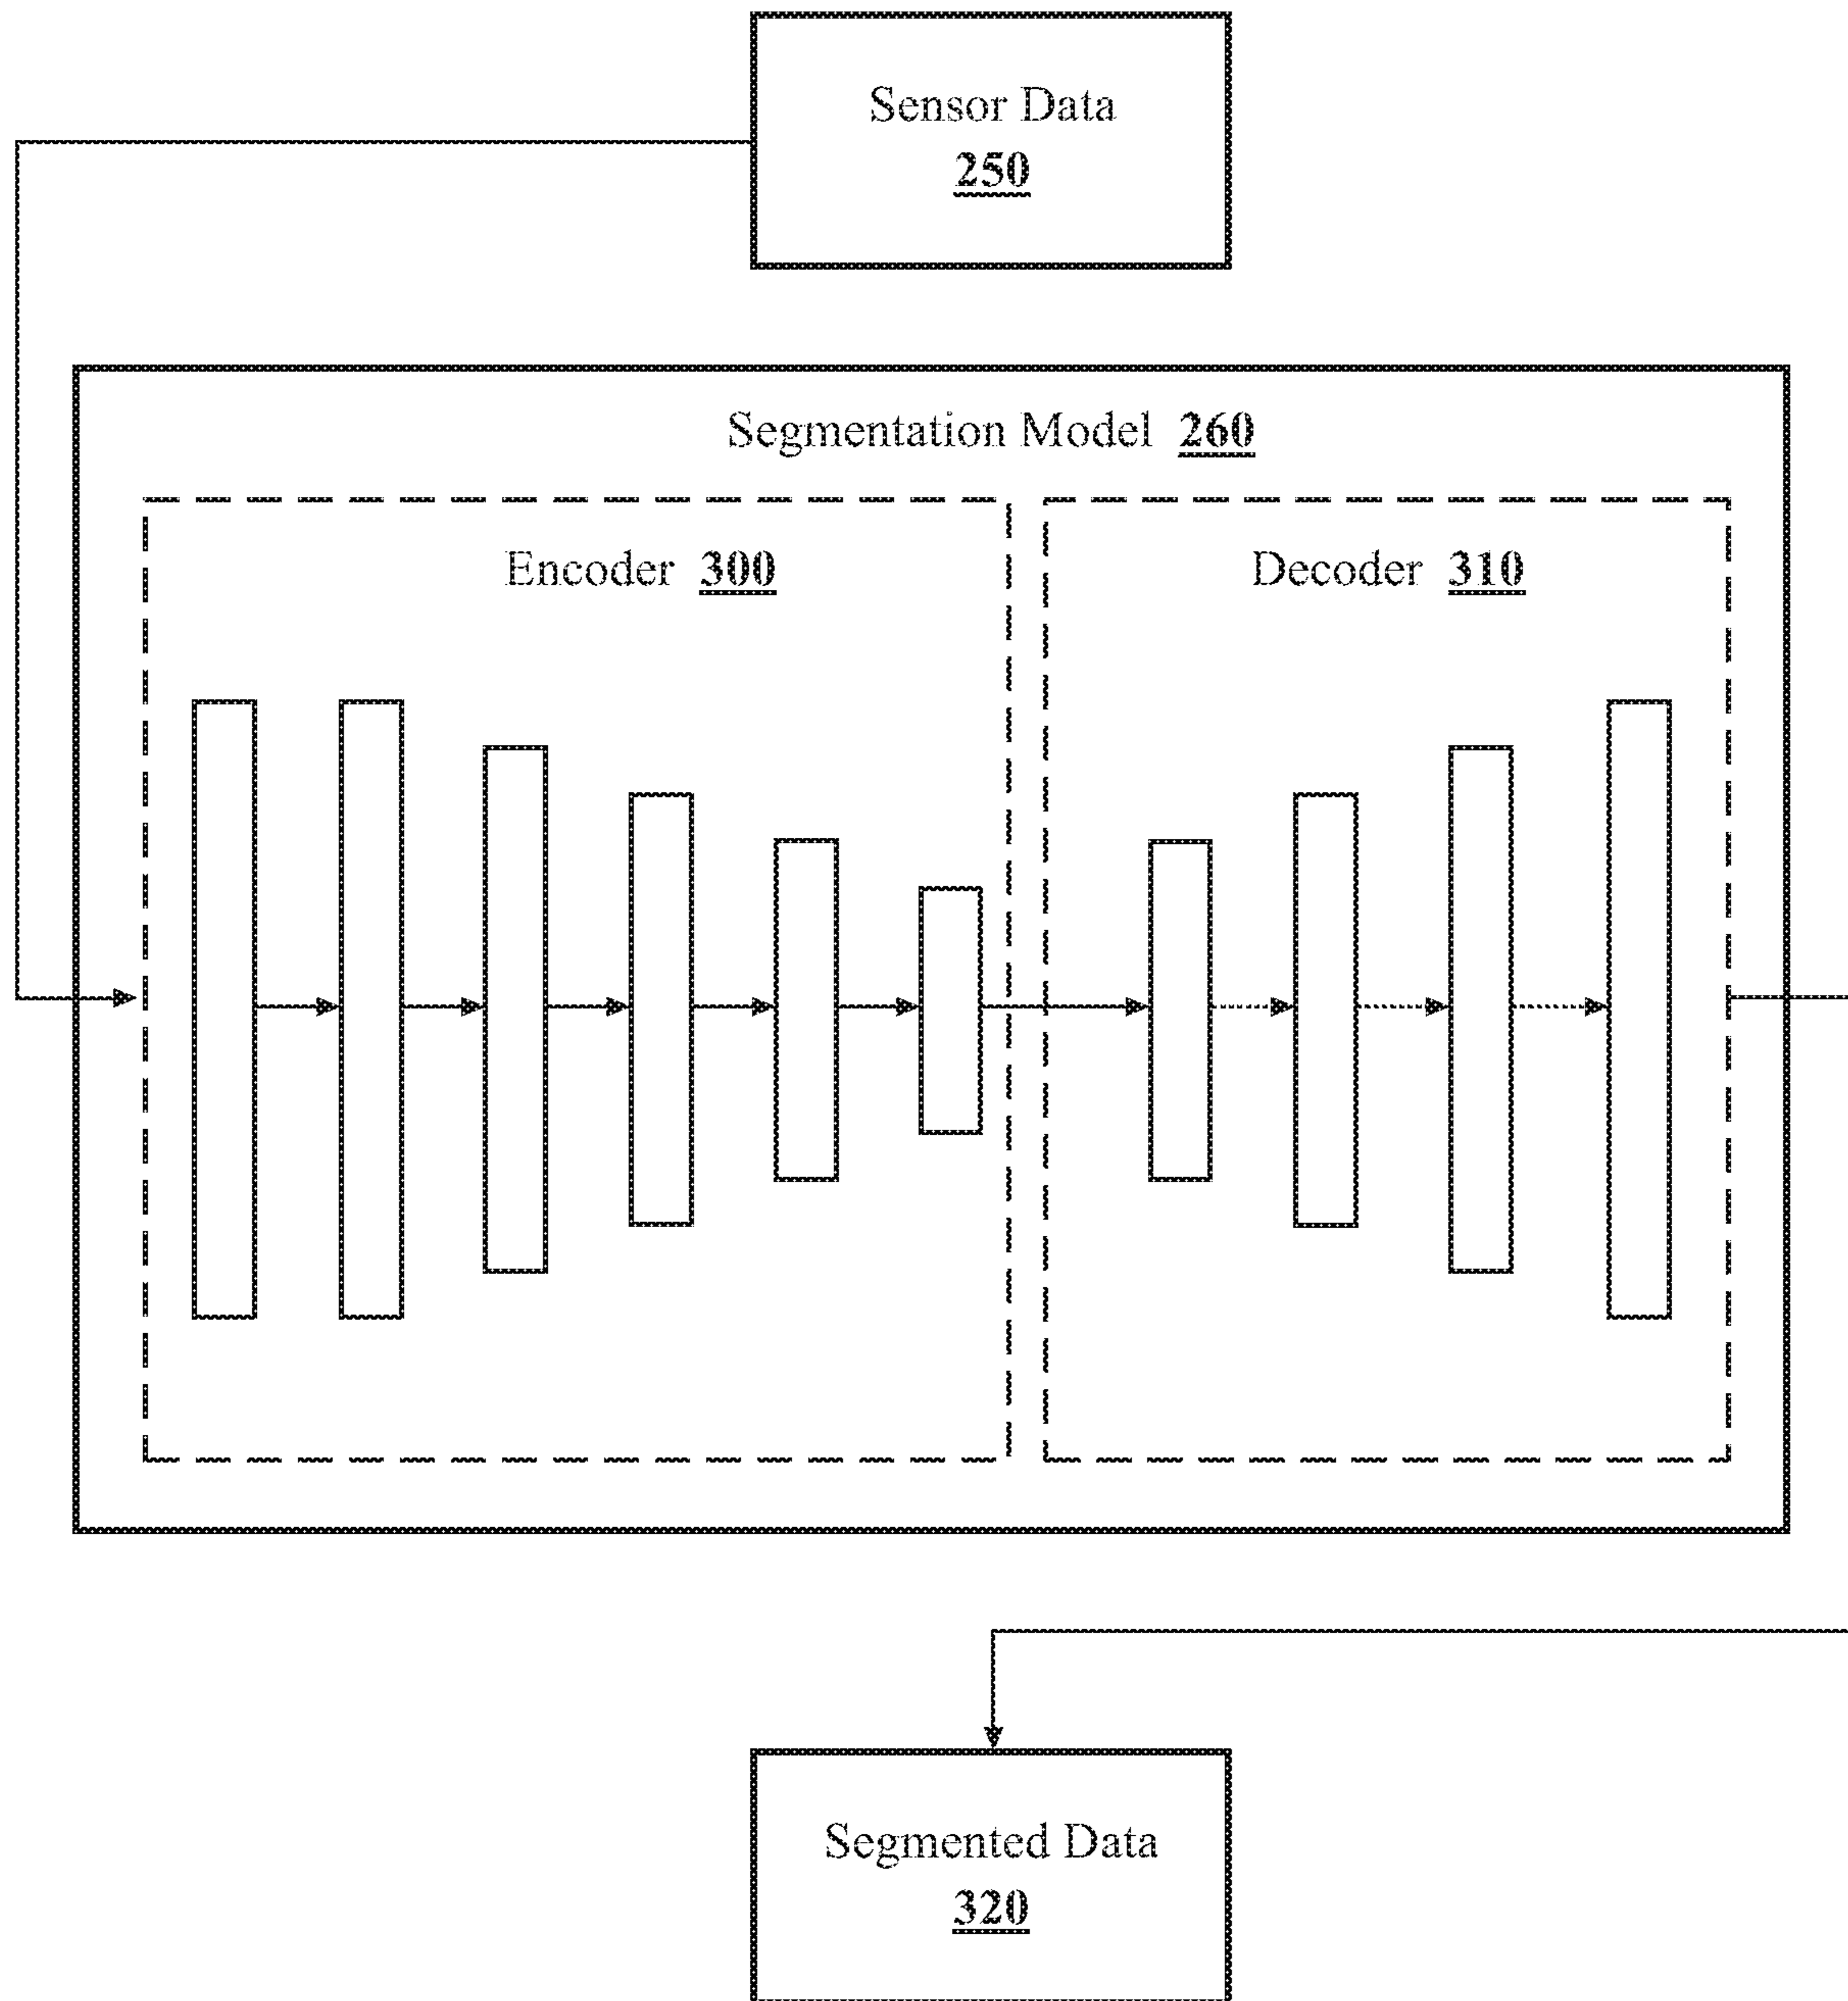 Sensor Data
250
Segmentation Model 260
Encoder 300
Decoder 310
Segmented Data
320